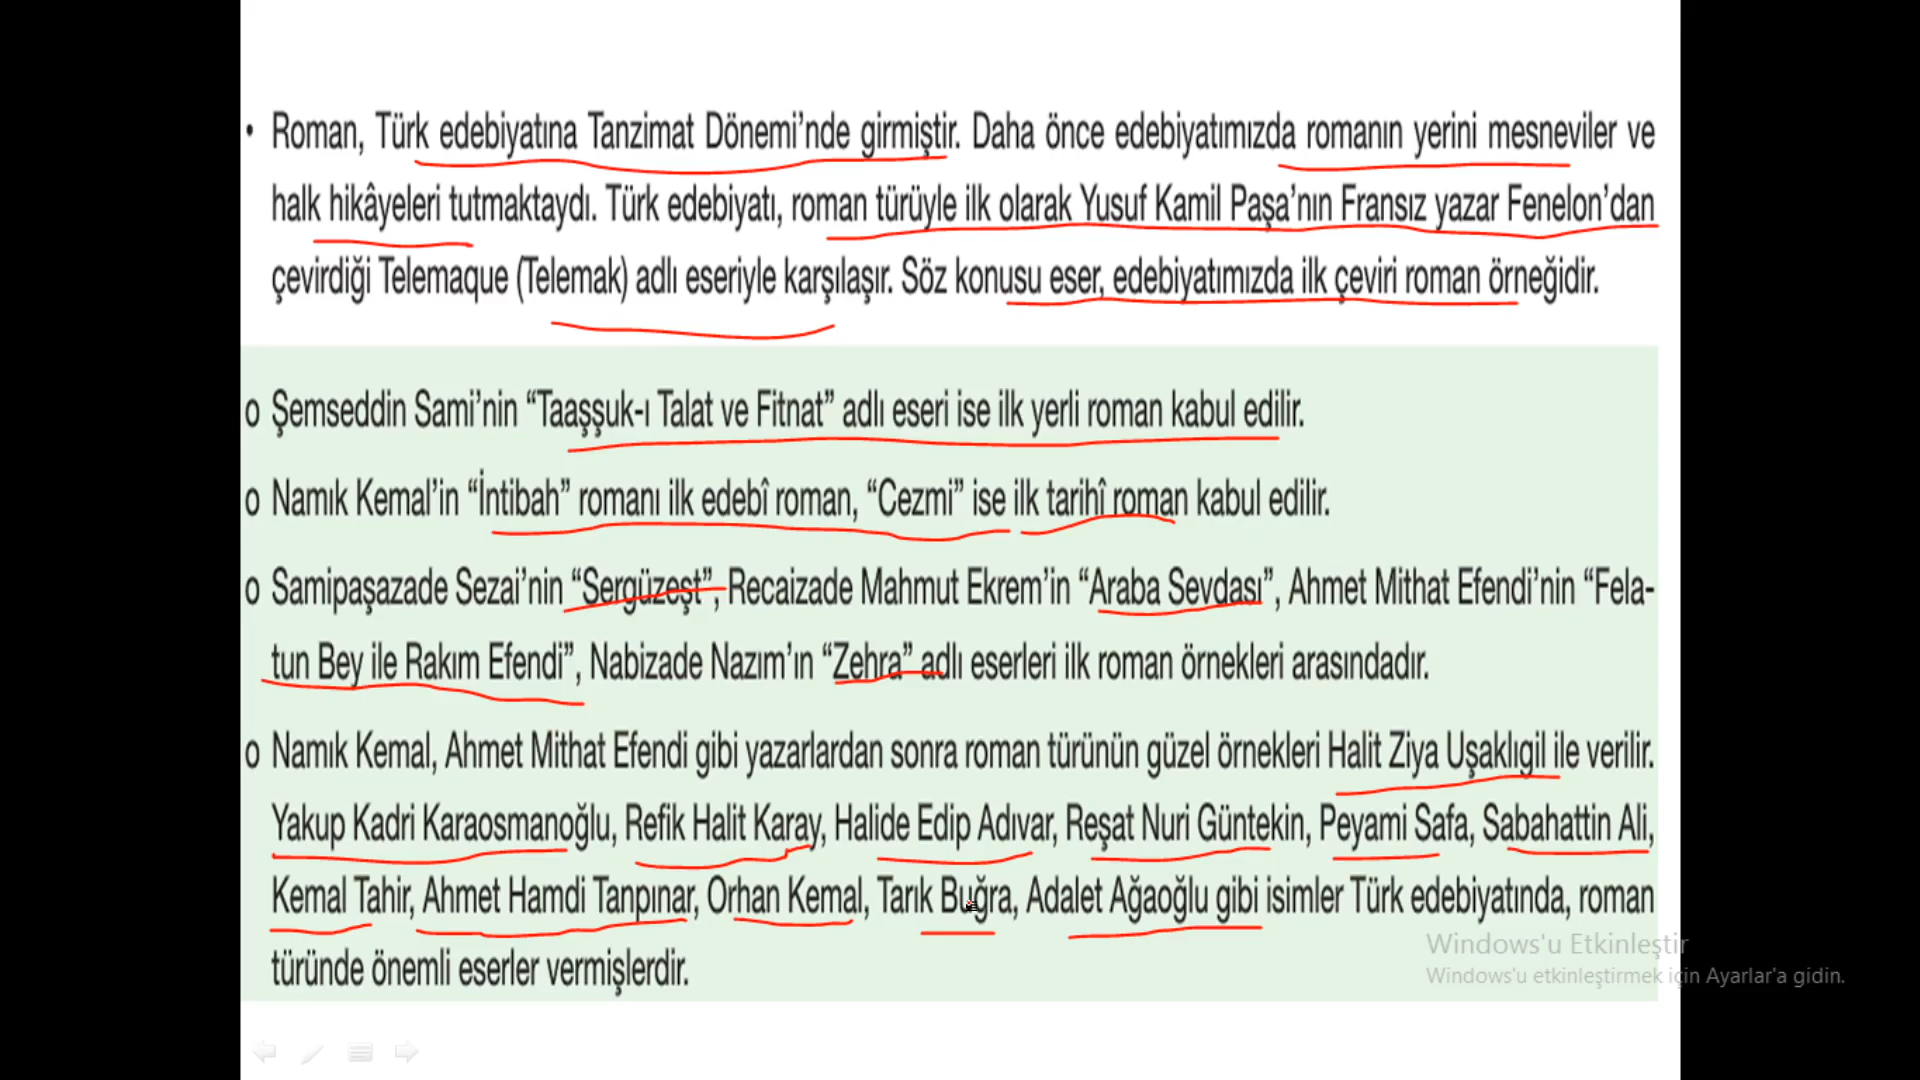 • Roman, Türk edebiyatına Tanzimat Dönemi’nde girmiştir. Daha önce edebiyatımızda romanın yerini mesneviler ve
halk hikâyeleri tutmaktaydı. Türk edebiyatı, roman türüyle ilk olarak Yusuf Kamil Paşa’nın Fransız yazar Fenelon’dan
çevirdiği Telemaque (Telemak) adlı eseriyle karşılaşır. Söz konusu eser, edebiyatımızda ilk çeviri roman örneğidir.
o Şemseddin Sami’nin “Taaşşuk-ı Talat ve Fitnat” adlı eseri ise ilk yerli roman kabul edilir.
o Namık Kemal’in “İntibah” romanı ilk edebî roman, “Cezmi” ise ilk tarihî roman kabul edilir.
o Samipaşazade Sezai’nin “Sergüzeşt”, Recaizade Mahmut Ekrem’in “Araba Sevdası”, Ahmet Mithat Efendi’nin “Fela-
tun Bey ile Rakım Efendi”, Nabizade Nazım’ın “Zehra” adlı eserleri ilk roman örnekleri arasındadır.
o Namık Kemal, Ahmet Mithat Efendi gibi yazarlardan sonra roman türünün güzel örnekleri Halit Ziya Uşaklıgil ile verilir.
Yakup Kadri Karaosmanoğlu, Refik Halit Karay, Halide Edip Adıvar, Reşat Nuri Güntekin, Peyami Safa, Sabahattin Ali,
Kemal Tahir, Ahmet Hamdi Tanpınar, Orhan Kemal, Tarık Buğra, Adalet Ağaoğlu gibi isimler Türk edebiyatında, roman
türünde önemli eserler vermişlerdir.
Windows'u Etkinleştir
Windows'u etkinleştirmek için Ayarlar'a gidin.